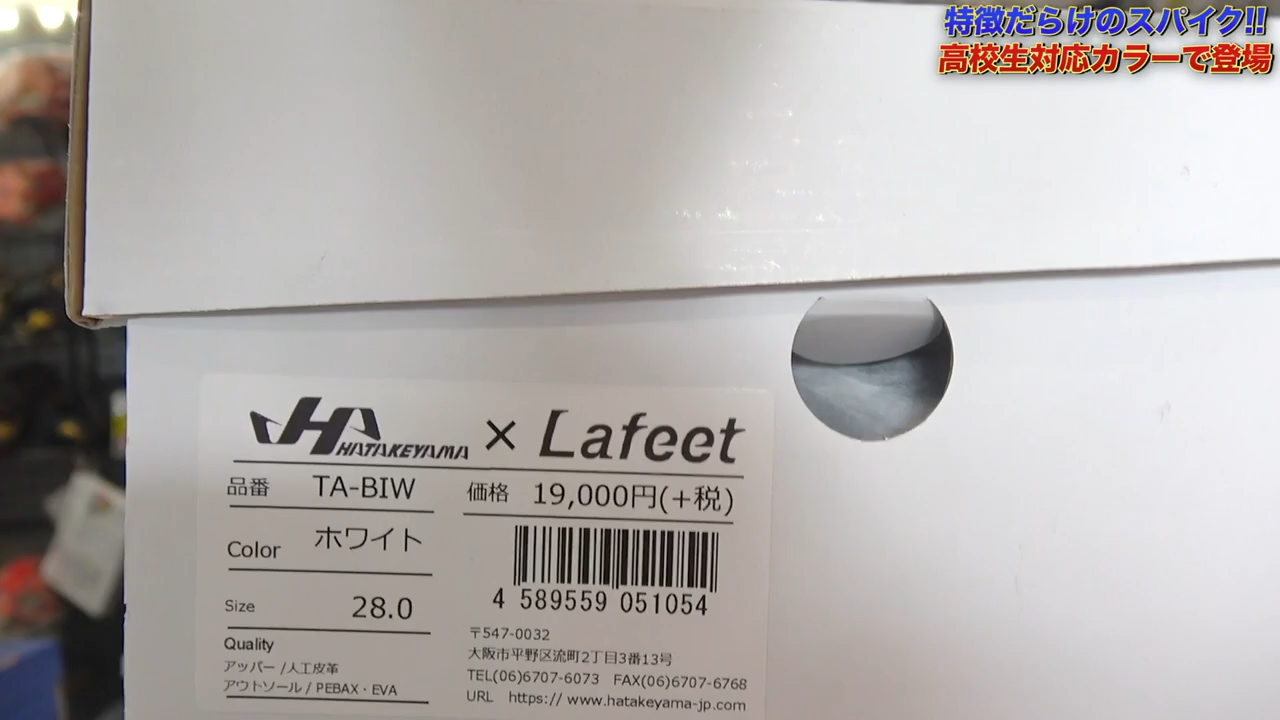 特徴だらけのスパイク!!
高校生対応カラーで登場
HATAKEYAMA × Lafeet
品番 TA-BIW
価格 19,000円(+税)
Color ホワイト
Size 28.0
4 589559 051054
Quality
アッパー/人工皮革
アウトソール/PEBAX・EVA
〒547-0032
大阪市平野区流町2丁目3番13号
TEL(06)6707-6073 FAX(06)6707-6768
URL https:// www.hatakeyama-jp.com